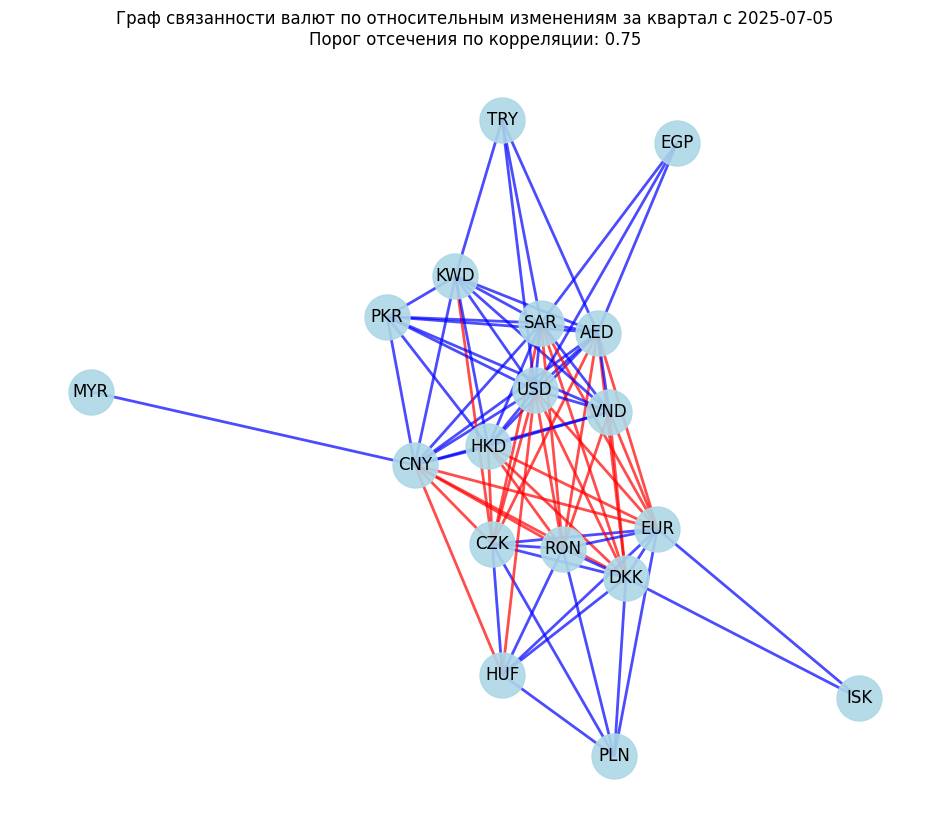 Граф связанности валют по относительным изменениям за квартал с 2025-07-05
Порог отсечения по корреляции: 0.75
TRY
EGP
KWD
PKR
SAR
AED
MYR
USD
VND
HKD
CNY
EUR
CZK
RON
DKK
HUF
ISK
PLN